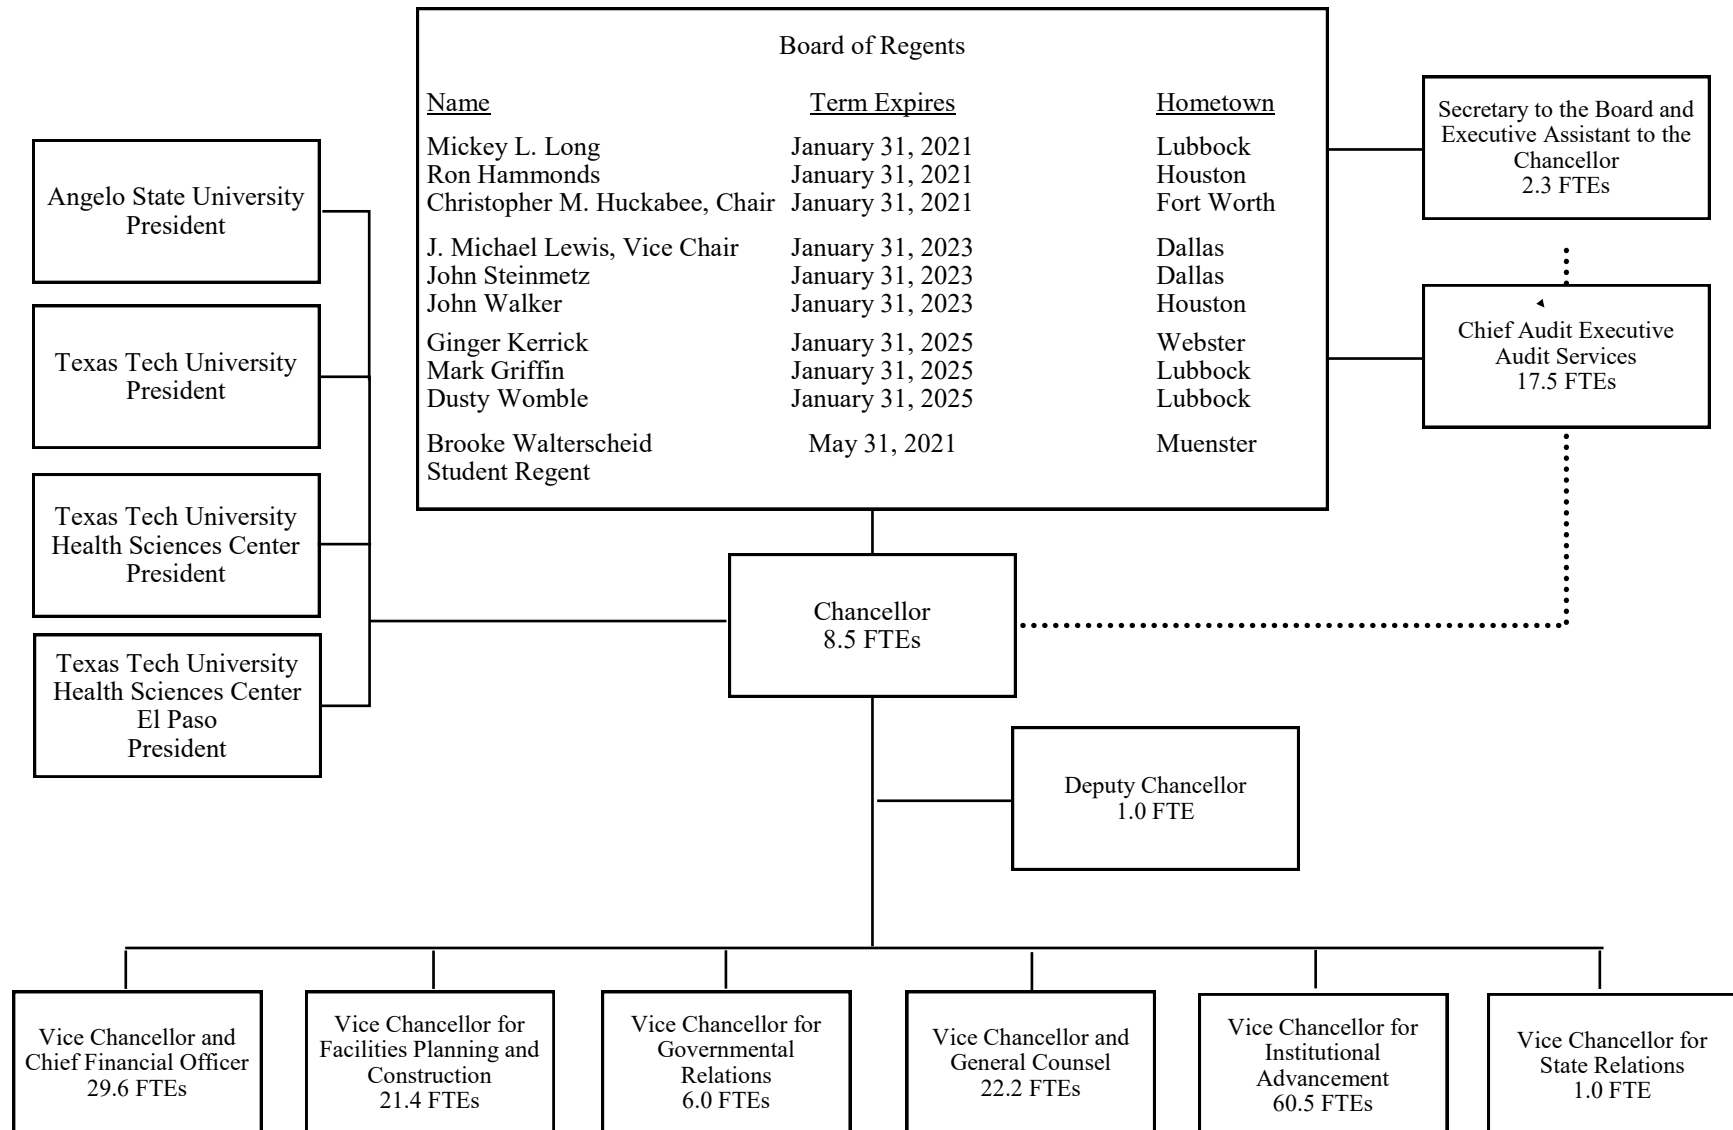 Board of Regents
Name Term Expires Hometown
Mickey L. Long January 31, 2021 Lubbock
Ron Hammonds January 31, 2021 Houston
Christopher M. Huckabee, Chair January 31, 2021 Fort Worth
J. Michael Lewis, Vice Chair January 31, 2023 Dallas
John Steinmetz January 31, 2023 Dallas
John Walker January 31, 2023 Houston
Ginger Kerrick January 31, 2025 Webster
Mark Griffin January 31, 2025 Lubbock
Dusty Womble January 31, 2025 Lubbock
Brooke Walterscheid May 31, 2021 Muenster
Student Regent
Secretary to the Board and
Executive Assistant to the
Chancellor
2.3 FTEs
Chief Audit Executive
Audit Services
17.5 FTEs
Angelo State University
President
Texas Tech University
President
Texas Tech University
Health Sciences Center
President
Texas Tech University
Health Sciences Center
El Paso
President
Chancellor
8.5 FTEs
Deputy Chancellor
1.0 FTE
Vice Chancellor and
Chief Financial Officer
29.6 FTEs
Vice Chancellor for
Facilities Planning and
Construction
21.4 FTEs
Vice Chancellor for
Governmental
Relations
6.0 FTEs
Vice Chancellor and
General Counsel
22.2 FTEs
Vice Chancellor for
Institutional
Advancement
60.5 FTEs
Vice Chancellor for
State Relations
1.0 FTE